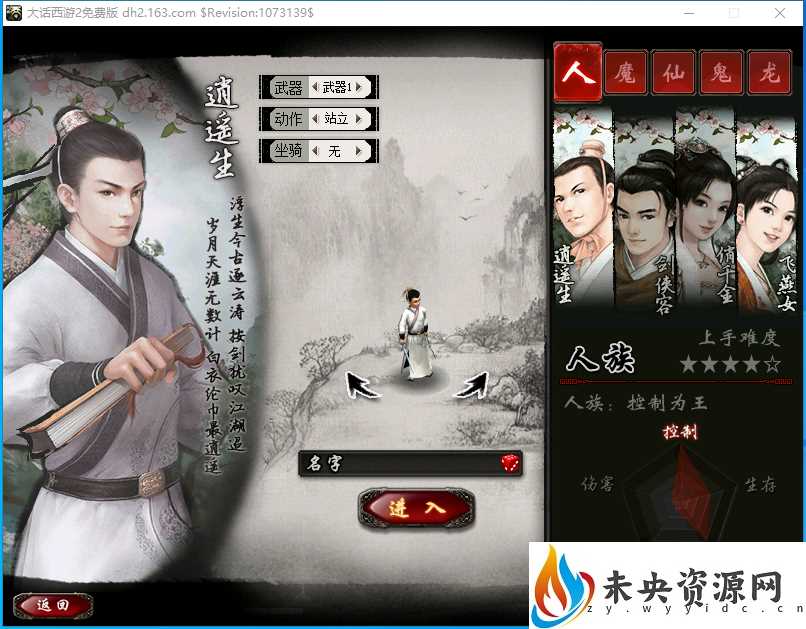 大话西游2免费版 dh2.163.com $Revision:1073139$
逍遥生
浮生今古逐云涛 按剑犹叹江湖遥
岁月天涯无数计 白衣纶巾最逍遥
武器 武器1
动作 站立
坐骑 无
人 魔 仙 鬼 龙
逍遥生
剑侠客
俏千金
飞燕女
人族
上手难度
★★★★☆
人族：控制为王
控制
伤害
生存
名字
进入
返回
未央资源网
zy.wyyidc.cn